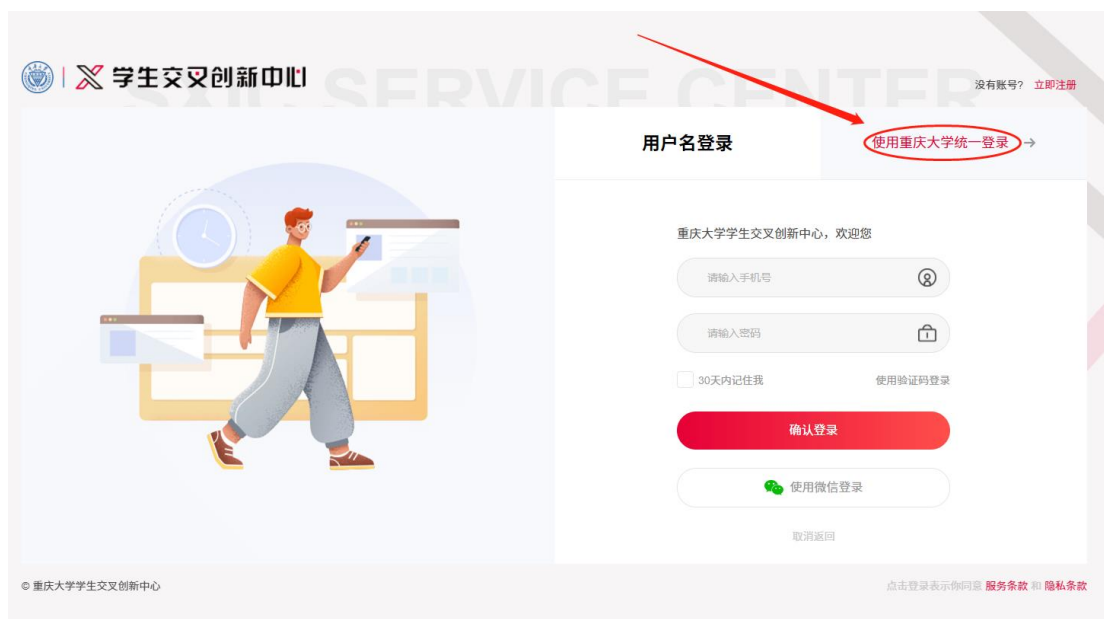 学生交叉创新中心
SXIC SERVICE CENTER
没有账号? 立即注册
用户名登录
使用重庆大学统一登录 →
重庆大学学生交叉创新中心，欢迎您
请输入手机号
请输入密码
30天内记住我
使用验证码登录
确认登录
使用微信登录
取消返回
© 重庆大学学生交叉创新中心
点击登录表示你同意 服务条款 和 隐私条款